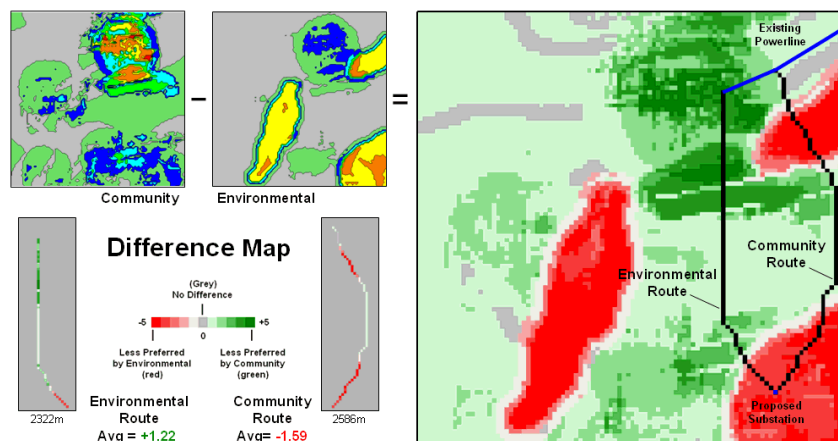 Community
−
Environmental
=
Difference Map
(Grey)
No Difference
-5
0
+5
Less Preferred
by Environmental
(red)
Less Preferred
by Community
(green)
2322m
Environmental
Route
Avg = +1.22
Community
Route
Avg= -1.59
2586m
Existing
Powerline
Environmental
Route
Community
Route
Proposed
Substation